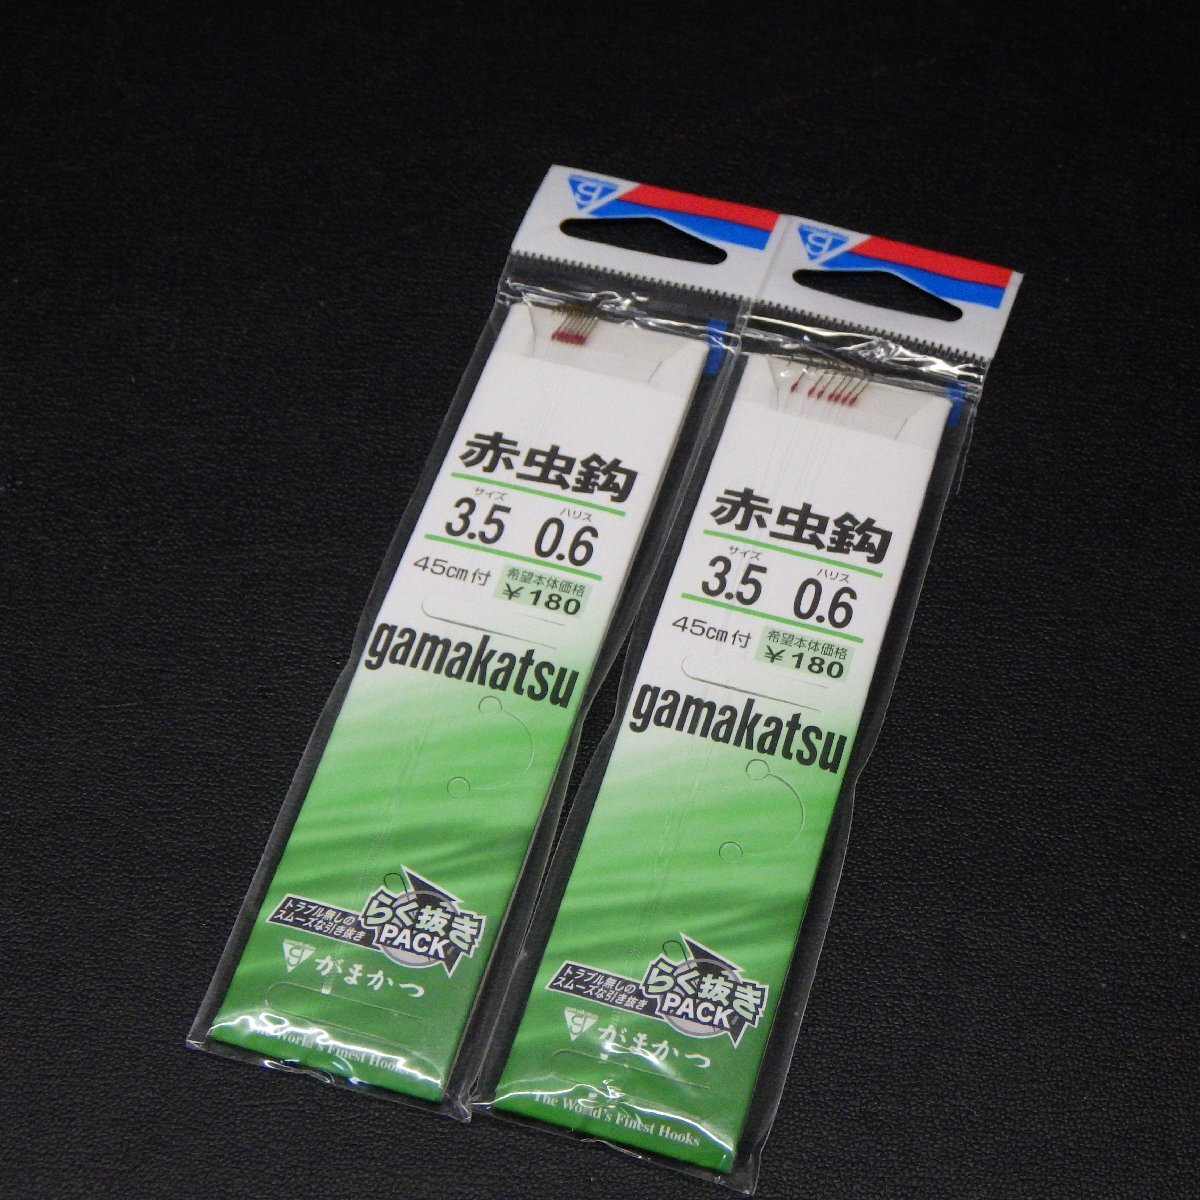 赤虫鈎
サイズ ハリス
3.5 0.6
45cm付
希望本体価格
¥180
gamakatsu
トラブル無しの
スムーズな引き抜き
らく抜き
PACK
がまかつ
The World's Finest Hooks
赤虫鈎
サイズ ハリス
3.5 0.6
45cm付
希望本体価格
¥180
gamakatsu
トラブル無しの
スムーズな引き抜き
らく抜き
PACK
がまかつ
The World's Finest Hooks